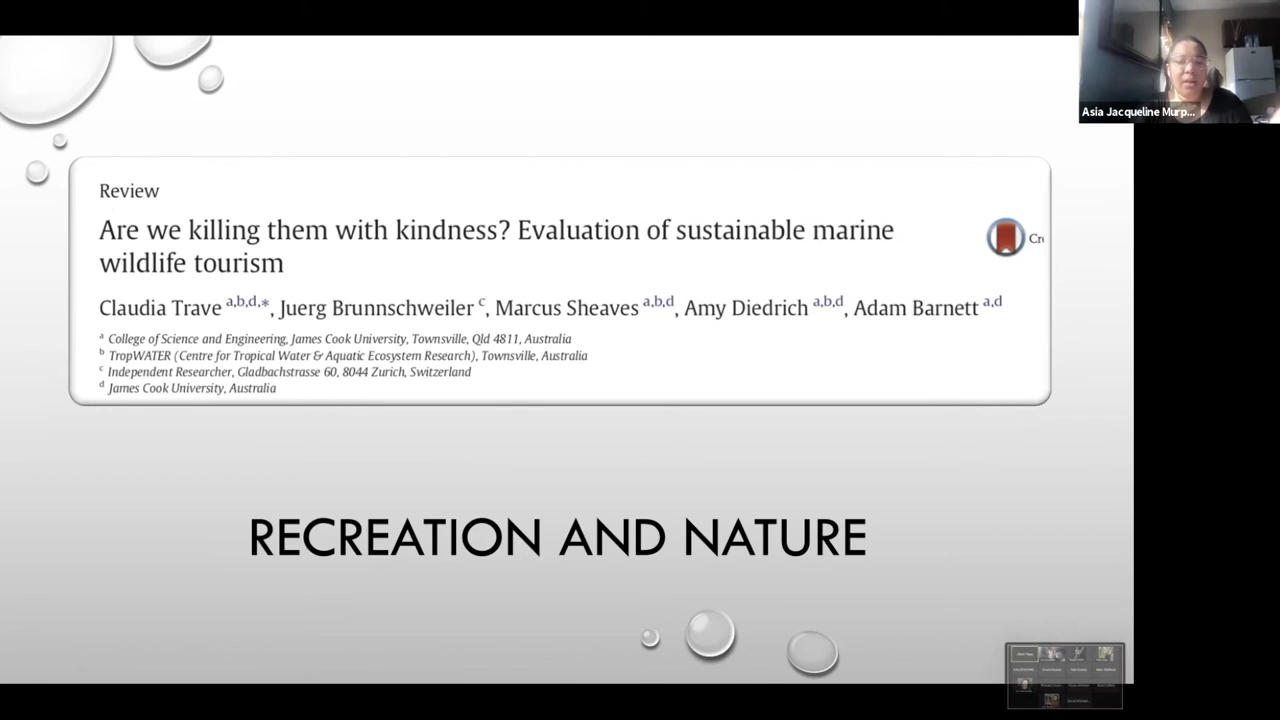 Asia Jacqueline Murp...
Review
Are we killing them with kindness? Evaluation of sustainable marine
wildlife tourism
Claudia Trave a,b,d,*, Juerg Brunnschweiler c, Marcus Sheaves a,b,d, Amy Diedrich a,b,d, Adam Barnett a,d
a College of Science and Engineering, James Cook University, Townsville, Qld 4811, Australia
b TropWATER (Centre for Tropical Water & Aquatic Ecosystem Research), Townsville, Australia
c Independent Researcher, Gladbachstrasse 60, 8044 Zurich, Switzerland
d James Cook University, Australia
RECREATION AND NATURE